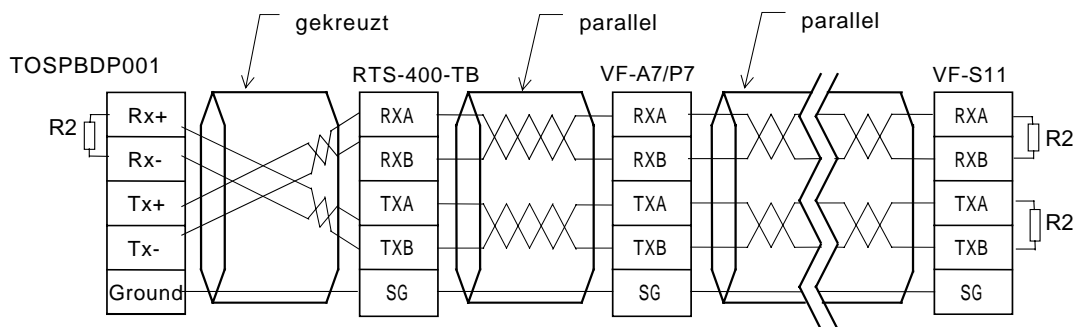 gekreuzt
parallel
parallel
TOSPBDP001
RTS-400-TB
VF-A7/P7
VF-S11
R2
Rx+
Rx-
Tx+
Tx-
Ground
RXA
RXB
TXA
TXB
SG
RXA
RXB
TXA
TXB
SG
RXA
RXB
TXA
TXB
SG
R2
R2